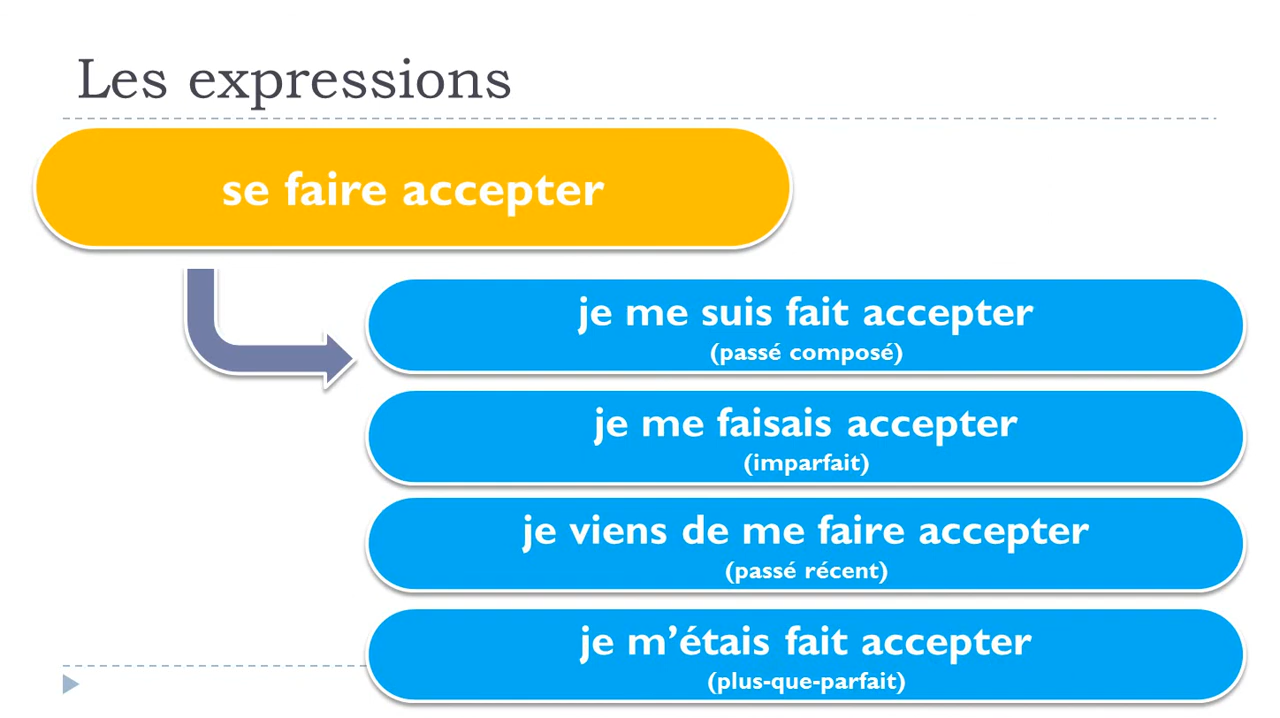 Les expressions
se faire accepter
je me suis fait accepter
(passé composé)
je me faisais accepter
(imparfait)
je viens de me faire accepter
(passé récent)
je m’étais fait accepter
(plus-que-parfait)